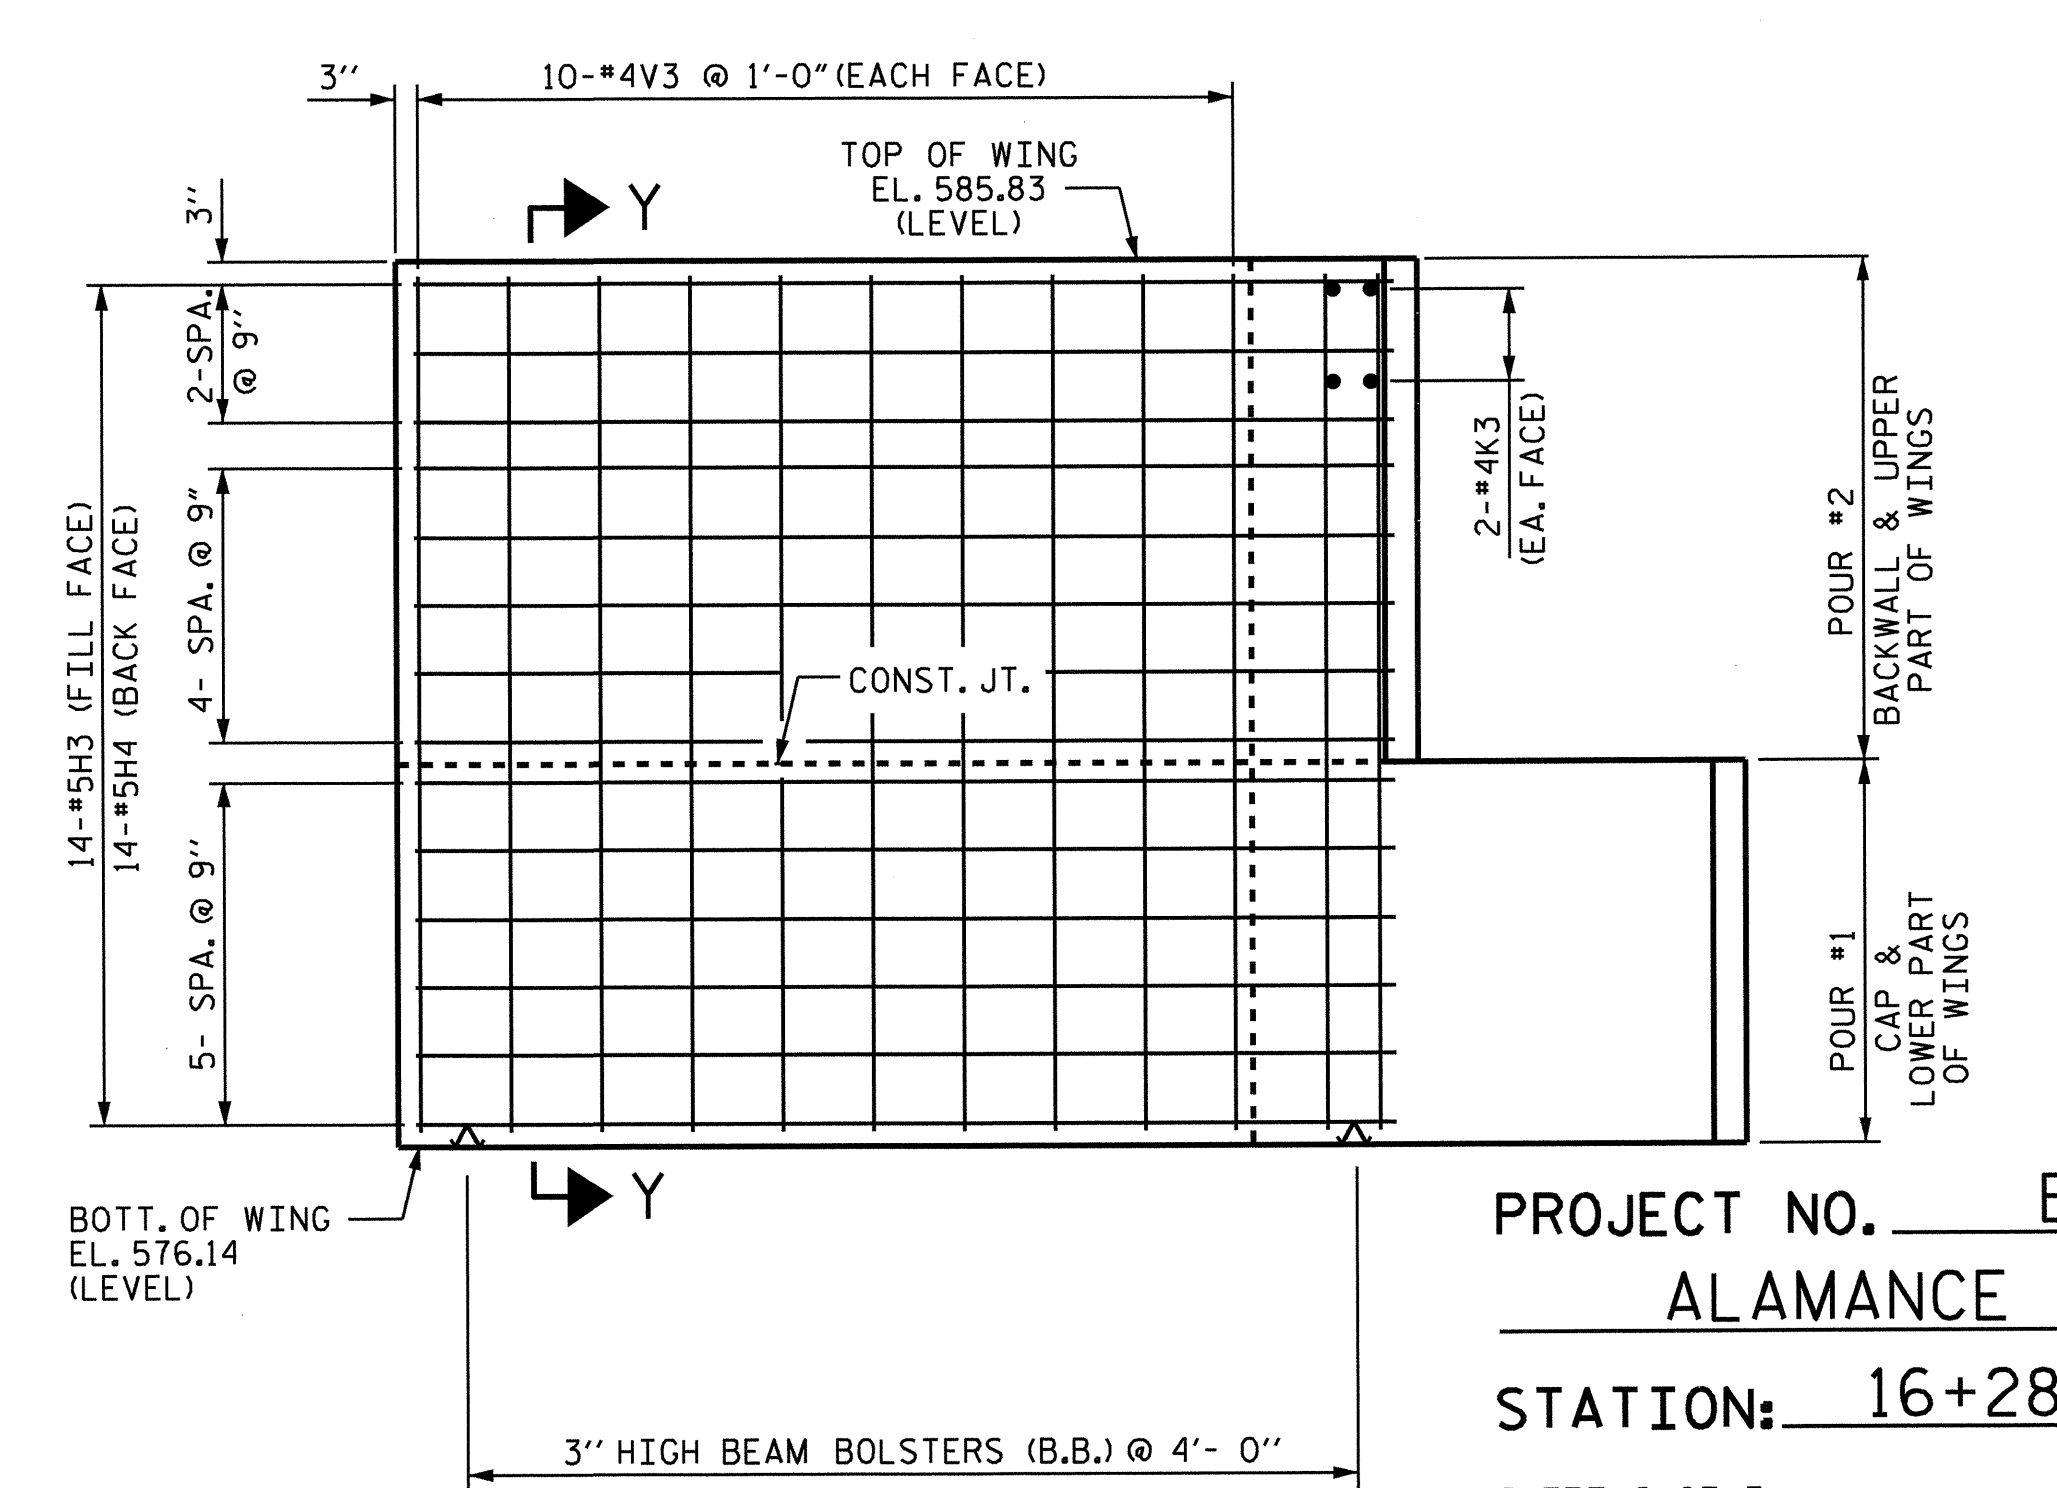 3"
10-#4V3 @ 1'-0" (EACH FACE)
TOP OF WING
EL. 585.83
(LEVEL)
Y
3"
2-SPA.
@ 9"
4- SPA. @ 9"
5- SPA. @ 9"
14-#5H3 (FILL FACE)
14-#5H4 (BACK FACE)
CONST. JT.
2-#4K3
(EA. FACE)
POUR #2
BACKWALL & UPPER
PART OF WINGS
POUR #1
CAP &
LOWER PART
OF WINGS
Y
BOTT. OF WING
EL. 576.14
(LEVEL)
3" HIGH BEAM BOLSTERS (B.B.) @ 4'- 0"
PROJECT NO.
ALAMANCE
STATION: 16+28